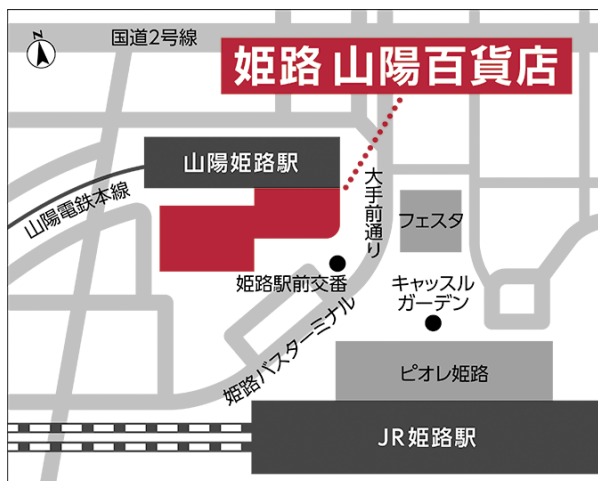 N
国道2号線
姫路 山陽百貨店
山陽姫路駅
山陽電鉄本線
大手前通り
フェスタ
姫路駅前交番
キャッスル
ガーデン
姫路バスターミナル
ピオレ姫路
JR姫路駅